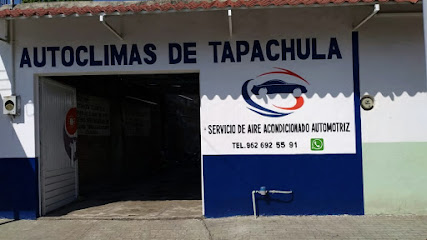 AUTOCLIMAS DE TAPACHULA
SERVICIO DE AIRE ACONDICIONADO AUTOMOTRIZ
TEL. 962 692 55 91